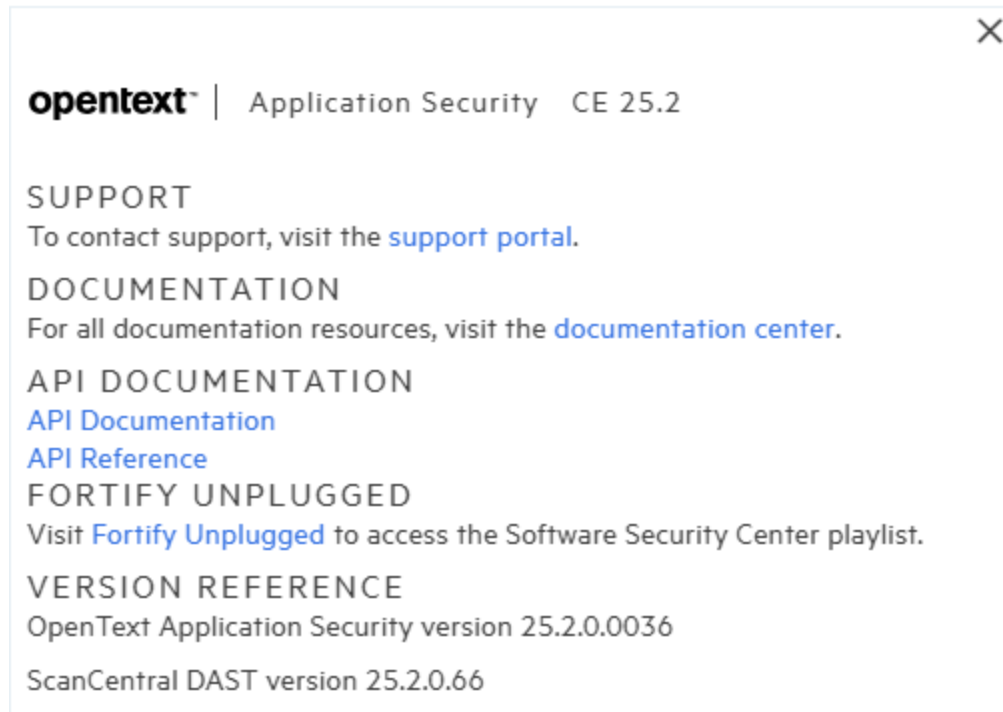 opentext™ | Application Security CE 25.2
SUPPORT
To contact support, visit the support portal.
DOCUMENTATION
For all documentation resources, visit the documentation center.
API DOCUMENTATION
API Documentation
API Reference
FORTIFY UNPLUGGED
Visit Fortify Unplugged to access the Software Security Center playlist.
VERSION REFERENCE
OpenText Application Security version 25.2.0.0036
ScanCentral DAST version 25.2.0.66